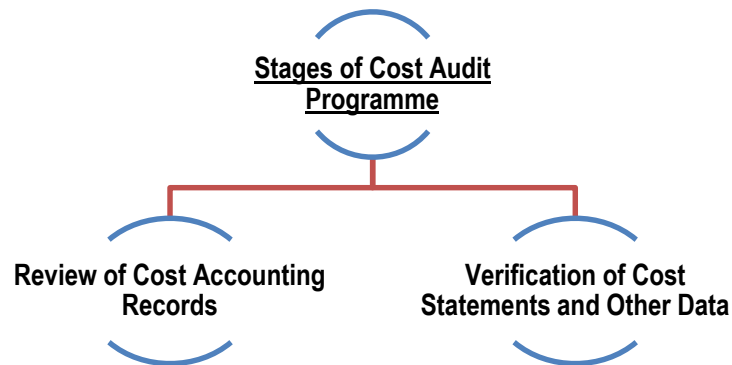 Stages of Cost Audit
Programme
Review of Cost Accounting
Records
Verification of Cost
Statements and Other Data